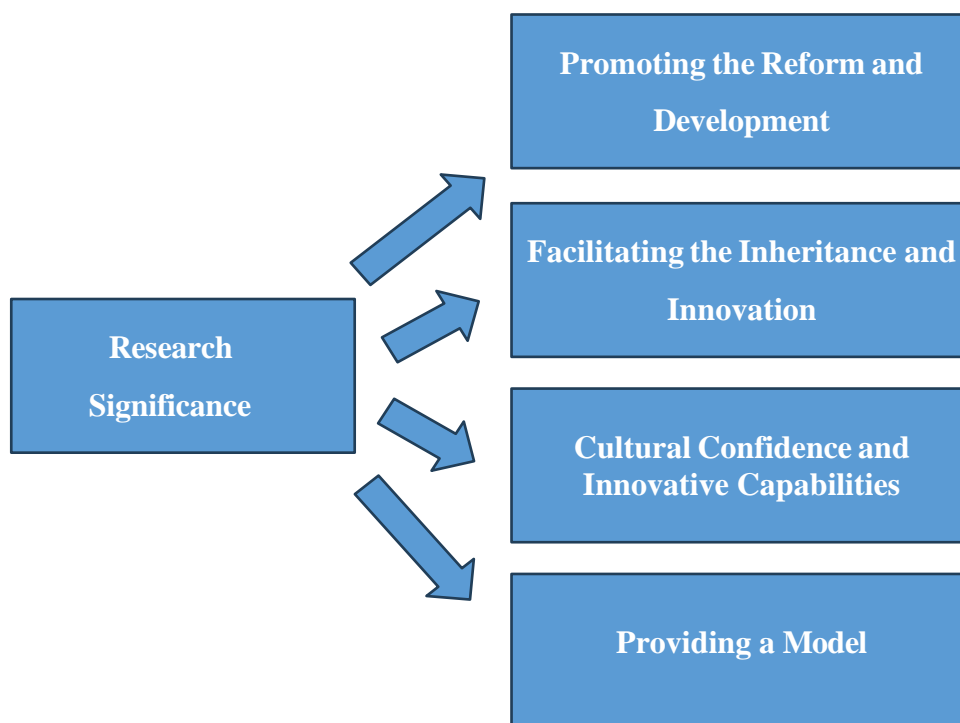 Promoting the Reform and
Development
Facilitating the Inheritance and
Innovation
Research
Significance
Cultural Confidence and
Innovative Capabilities
Providing a Model